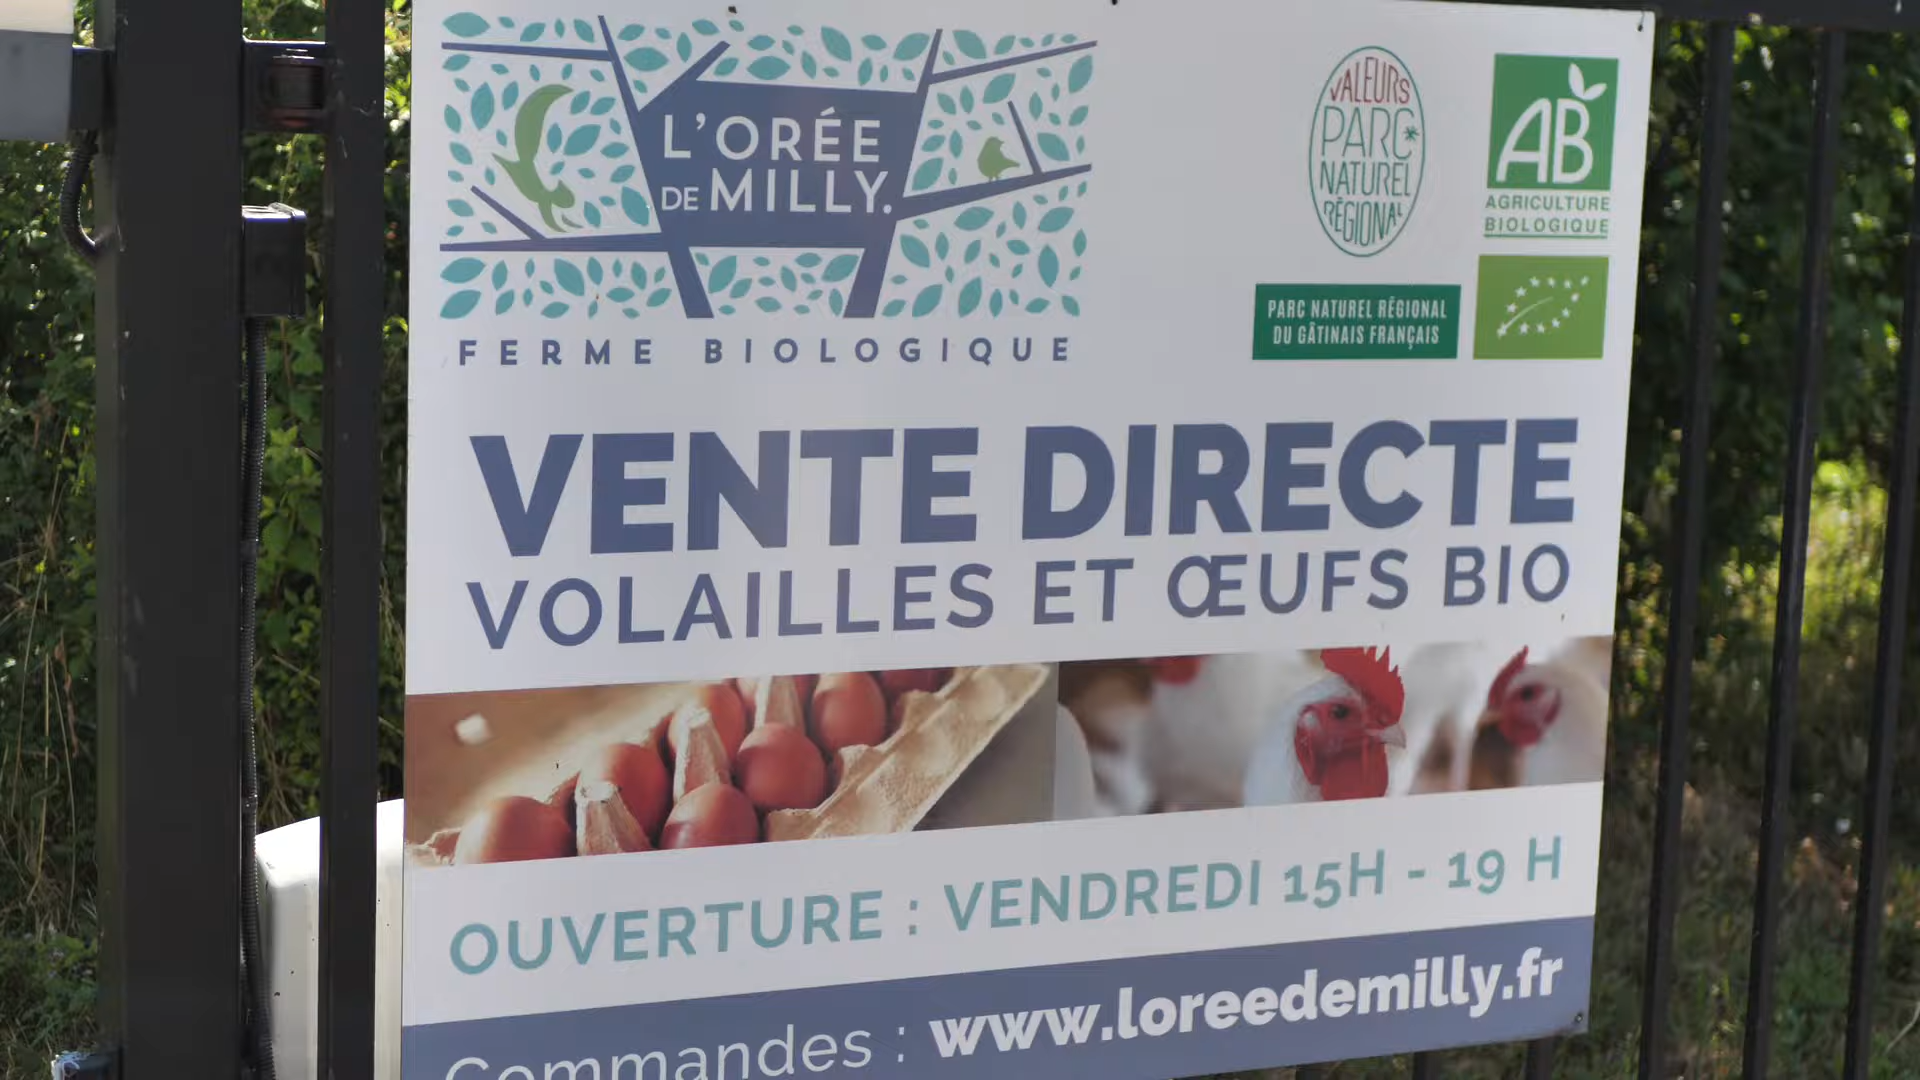 L'ORÉE
DE MILLY.
FERME BIOLOGIQUE
VALEURS
PARC
NATUREL
RÉGIONAL
AB
AGRICULTURE
BIOLOGIQUE
PARC NATUREL RÉGIONAL
DU GÂTINAIS FRANÇAIS
VENTE DIRECTE
VOLAILLES ET ŒUFS BIO
OUVERTURE : VENDREDI 15H - 19 H
Commandes : www.loreedemilly.fr